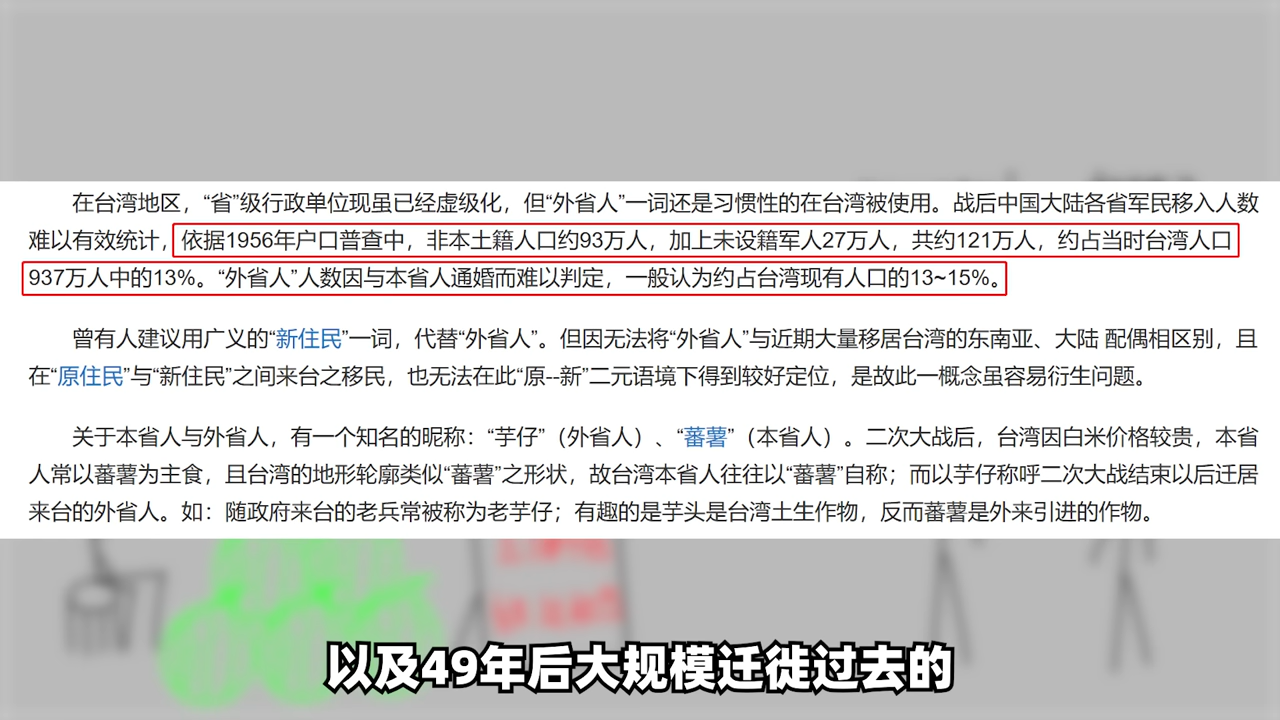 在台湾地区，“省”级行政单位现虽已经虚级化，但“外省人”一词还是习惯性的在台湾被使用。战后中国大陆各省军民移入人数
难以有效统计，依据1956年户口普查中，非本土籍人口约93万人，加上未设籍军人27万人，共约121万人，约占当时台湾人口
937万人中的13%。“外省人”人数因与本省人通婚而难以判定，一般认为约占台湾现有人口的13~15%。
曾有人建议用广义的“新住民”一词，代替“外省人”。但因无法将“外省人”与近期大量移居台湾的东南亚、大陆 配偶相区别，且
在“原住民”与“新住民”之间来台之移民，也无法在此“原--新”二元语境下得到较好定位，是故此一概念虽容易衍生问题。
关于本省人与外省人，有一个知名的昵称：“芋仔”（外省人）、“蕃薯”（本省人）。二次大战后，台湾因白米价格较贵，本省
人常以蕃薯为主食，且台湾的地形轮廓类似“蕃薯”之形状，故台湾本省人往往以“蕃薯”自称；而以芋仔称呼二次大战结束以后迁居
来台的外省人。如：随政府来台的老兵常被称为老芋仔；有趣的是芋头是台湾土生作物，反而蕃薯是外来引进的作物。
以及49年后大规模迁徙过去的